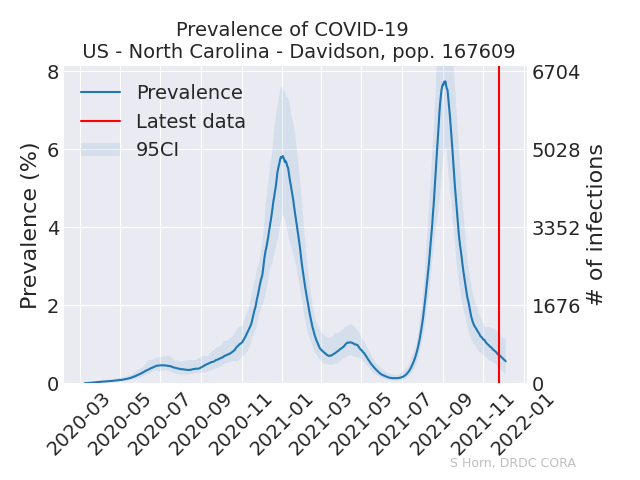 Prevalence of COVID-19
US - North Carolina - Davidson, pop. 167609
Prevalence
Latest data
95CI
Prevalence (%)
8
6
4
2
0
6704
5028
3352
1676
0
# of infections
2020-03
2020-05
2020-07
2020-09
2020-11
2021-01
2021-03
2021-05
2021-07
2021-09
2021-11
2022-01
S Horn, DRDC CORA